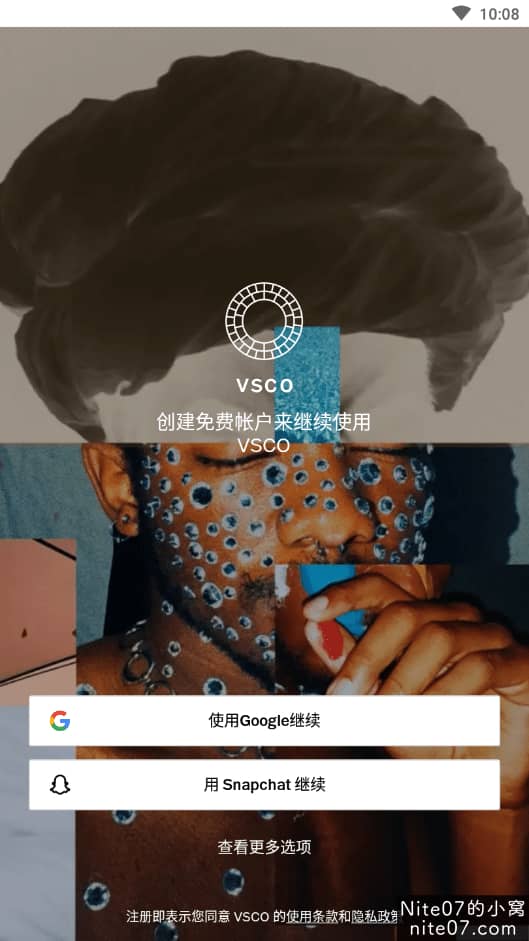 10:08
VSCO
创建免费帐户来继续使用
VSCO
使用Google继续
用 Snapchat 继续
查看更多选项
注册即表示您同意 VSCO 的使用条款和隐私政策
Nite07的小窝
nite07.com